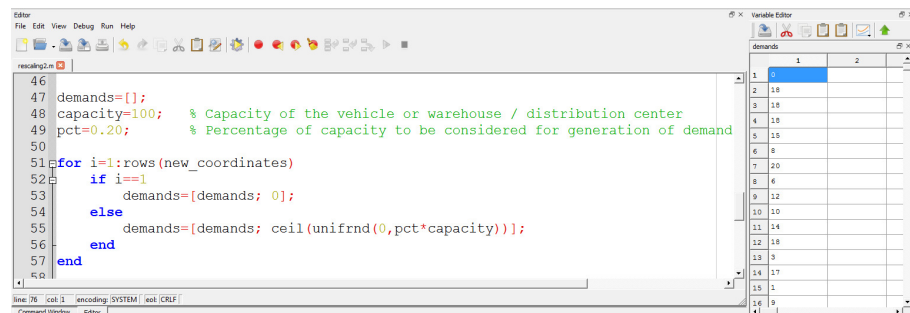 Editor
File Edit View Debug Run Help
rescaling2.m
46
47 demands=[];
48 capacity=100; % Capacity of the vehicle or warehouse / distribution center
49 pct=0.20; % Percentage of capacity to be considered for generation of demand
50
51 for i=1:rows(new_coordinates)
52 if i==1
53 demands=[demands; 0];
54 else
55 demands=[demands; ceil(unifrnd(0,pct*capacity))];
56 end
57 end
58
line: 76 col: 1 encoding: SYSTEM eol: CRLF
Command Window Editor
Variable Editor
demands
1 2
1 0
2 18
3 18
4 18
5 15
6 8
7 20
8 6
9 12
10 10
11 14
12 18
13 3
14 17
15 1
16 9